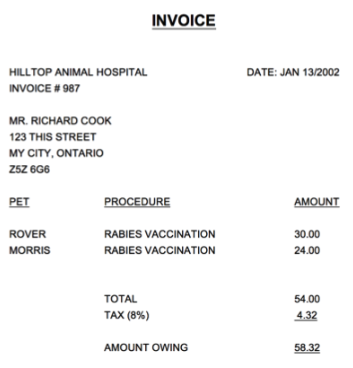 INVOICE
HILLTOP ANIMAL HOSPITAL DATE: JAN 13/2002
INVOICE # 987
MR. RICHARD COOK
123 THIS STREET
MY CITY, ONTARIO
Z5Z 6G6
PET PROCEDURE AMOUNT
ROVER RABIES VACCINATION 30.00
MORRIS RABIES VACCINATION 24.00
TOTAL 54.00
TAX (8%) 4.32
AMOUNT OWING 58.32